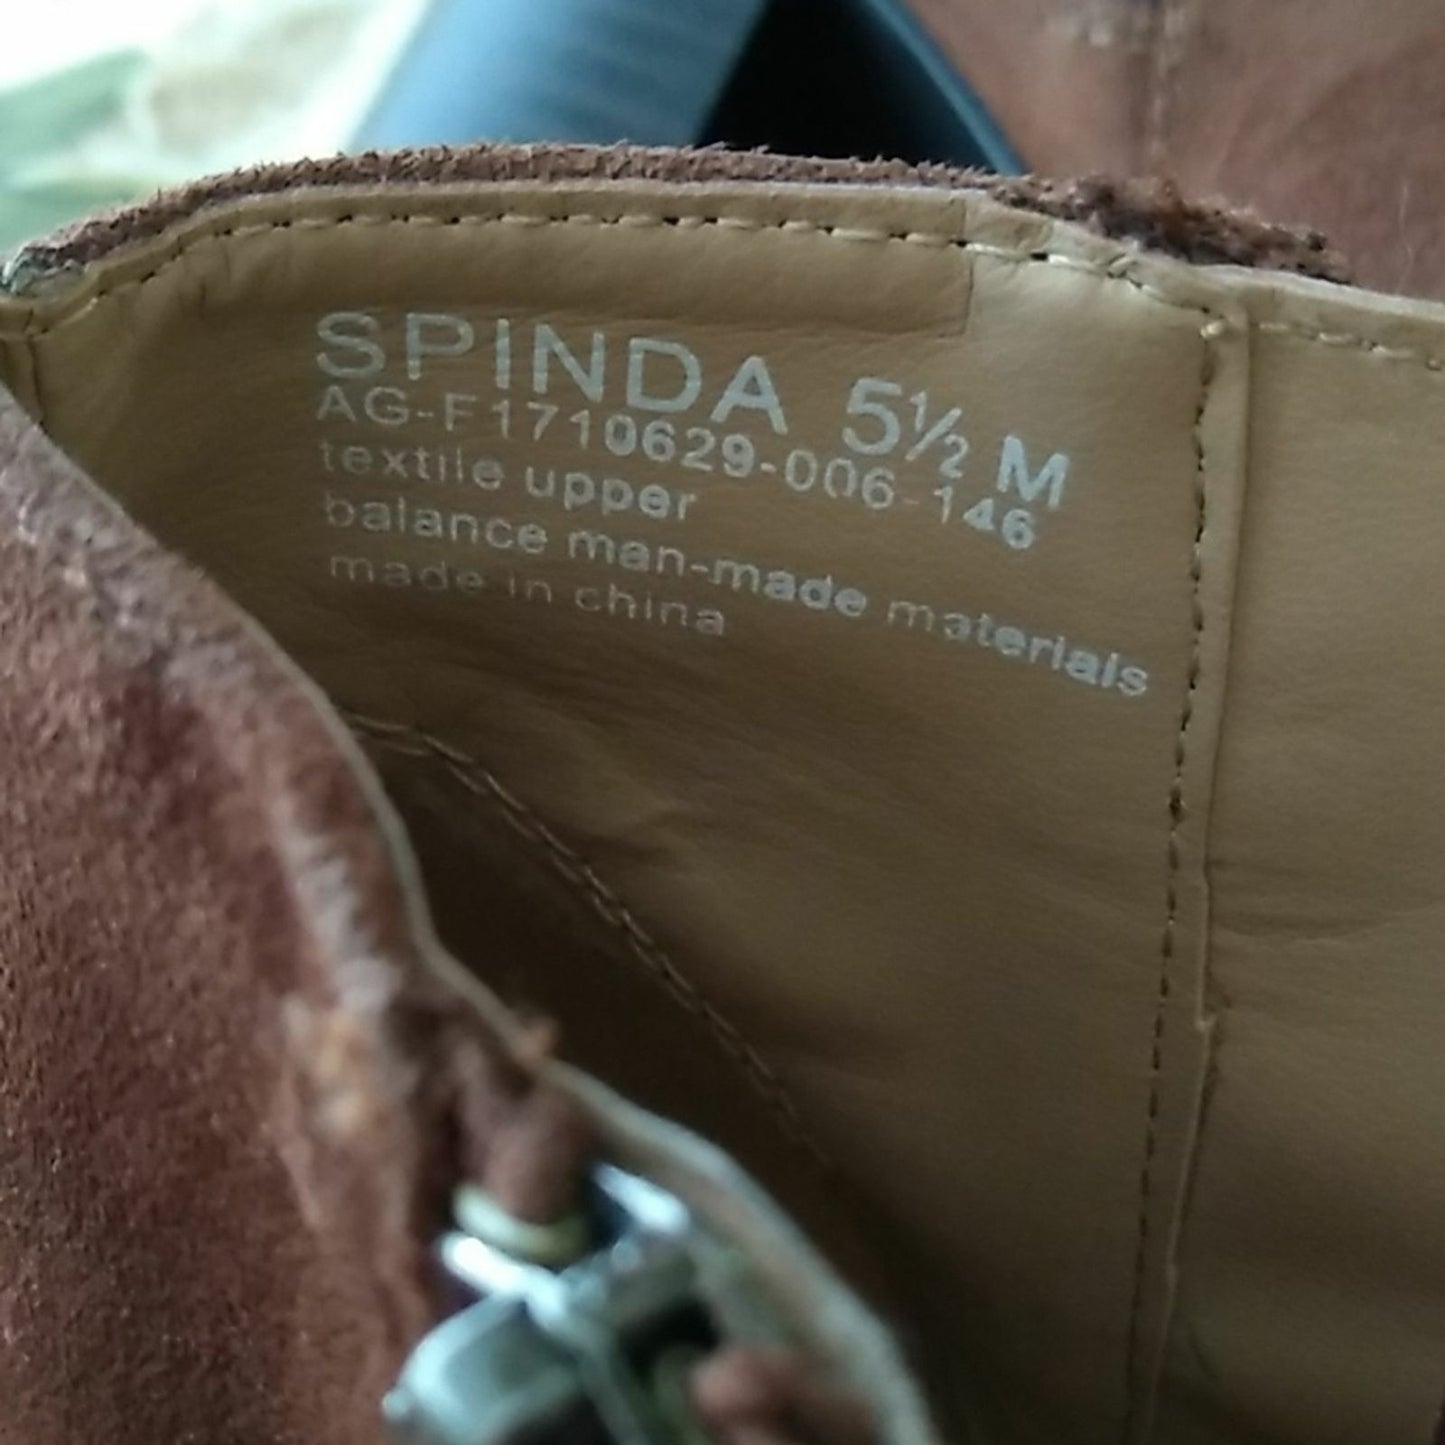 SPINDA 5½ M
AG-F1710629-006-146
textile upper
balance man-made materials
made in china